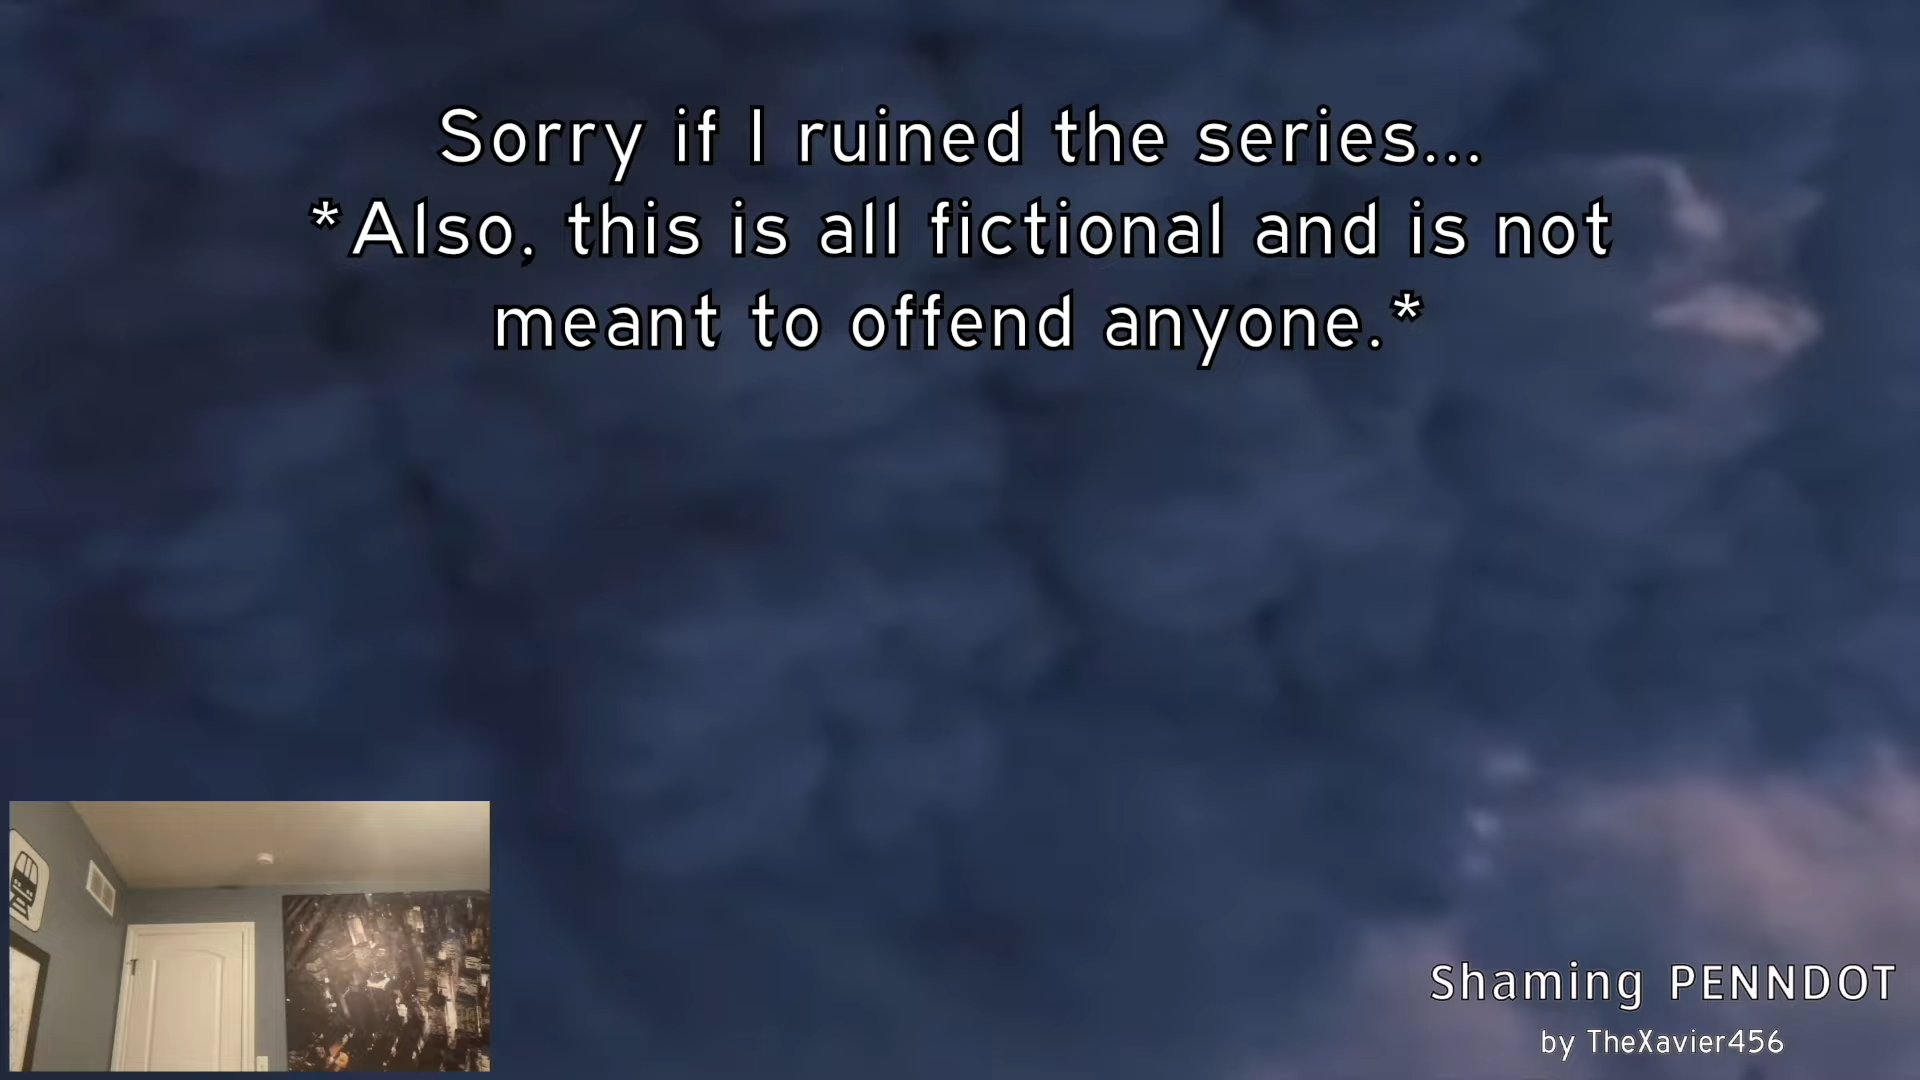 Sorry if I ruined the series...
*Also, this is all fictional and is not
meant to offend anyone.*
Shaming PENNDOT
by TheXavier456